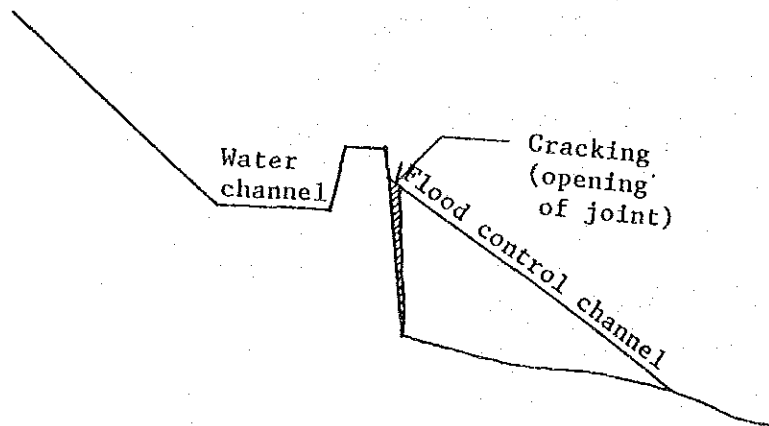 Water
channel
Cracking
(opening
of joint)
Flood control channel